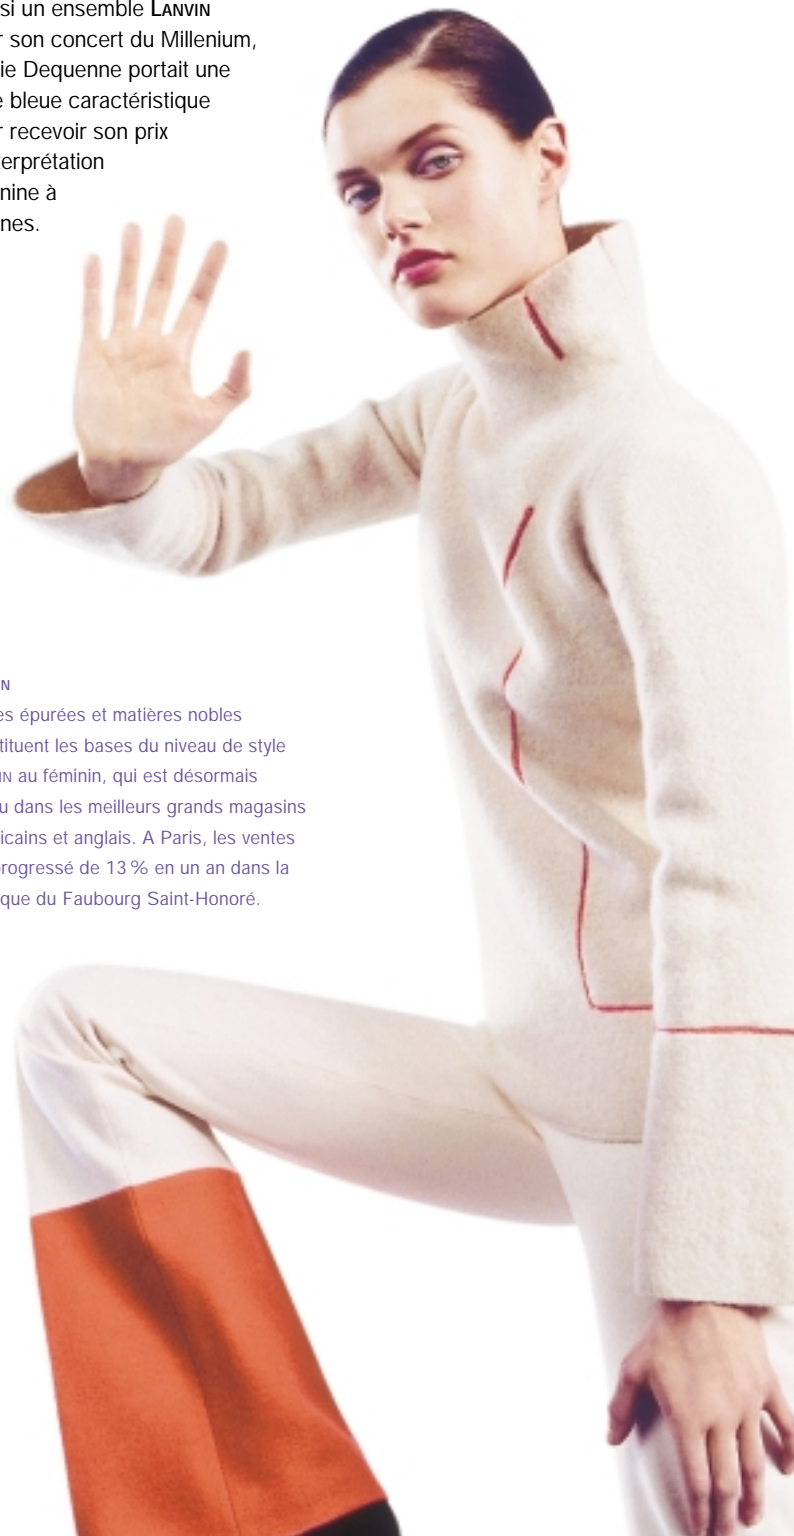 si un ensemble LANVIN
r son concert du Millenium,
ie Dequenne portait une
e bleue caractéristique
r recevoir son prix
terprétation
nine à
nes.
N
es épurées et matières nobles
tituent les bases du niveau de style
IN au féminin, qui est désormais
u dans les meilleurs grands magasins
icains et anglais. A Paris, les ventes
progressé de 13 % en un an dans la
que du Faubourg Saint-Honoré.